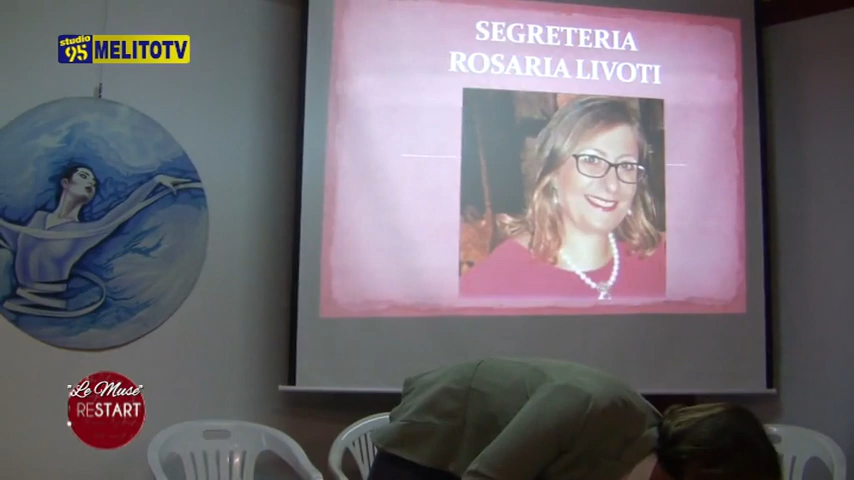 studio
95 MELITOTV
SEGRETERIA
ROSARIA LIVOTI
"Le Muse"
RESTART